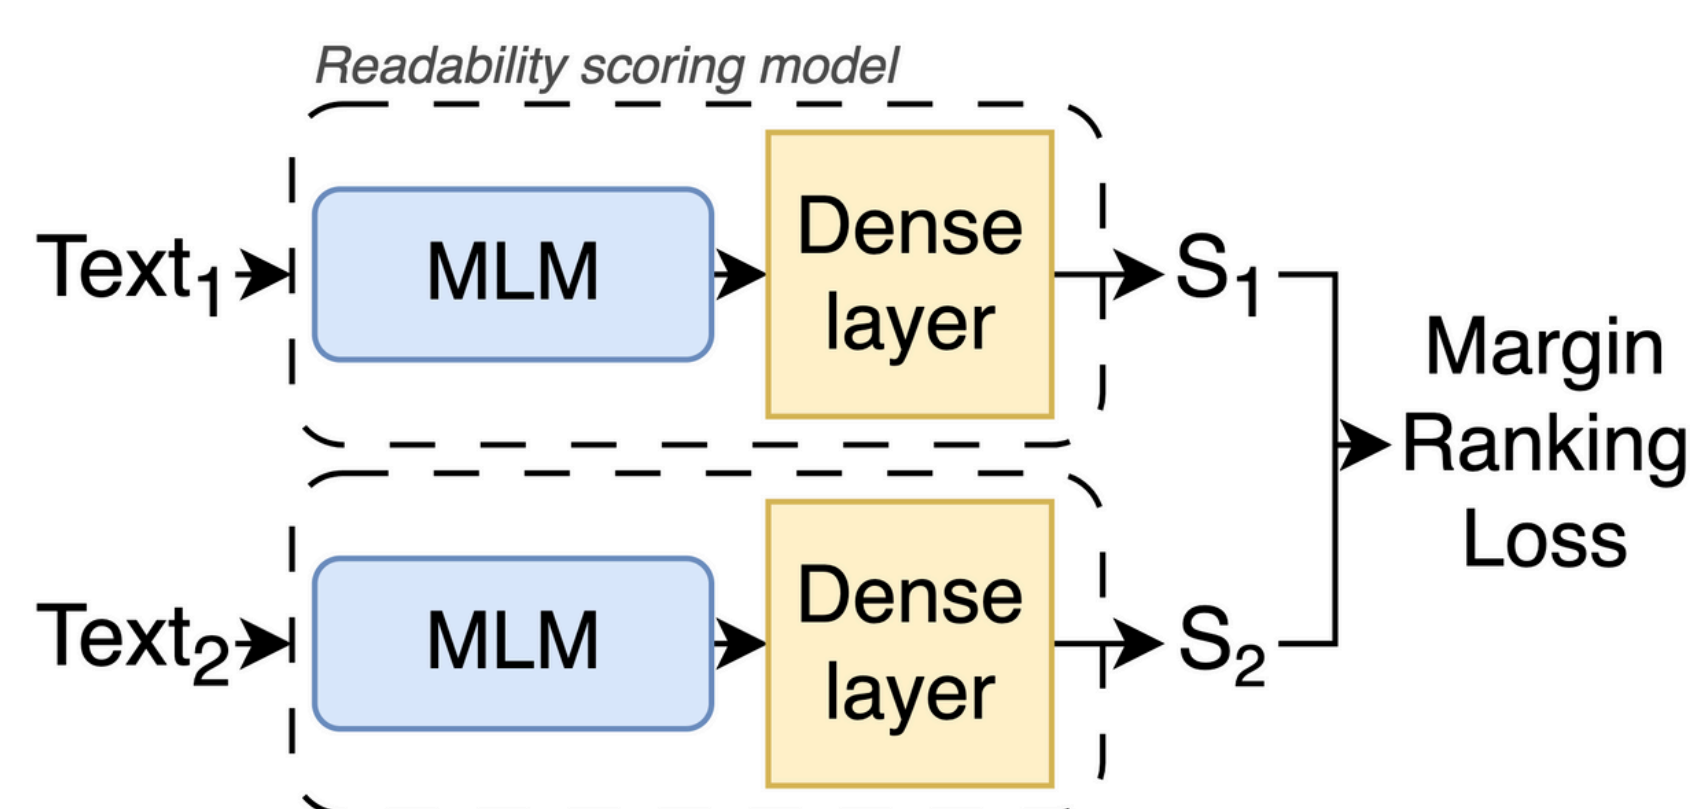 Readability scoring model
Text₁
MLM
Dense
layer
S₁
Margin
Ranking
Loss
Text₂
MLM
Dense
layer
S₂